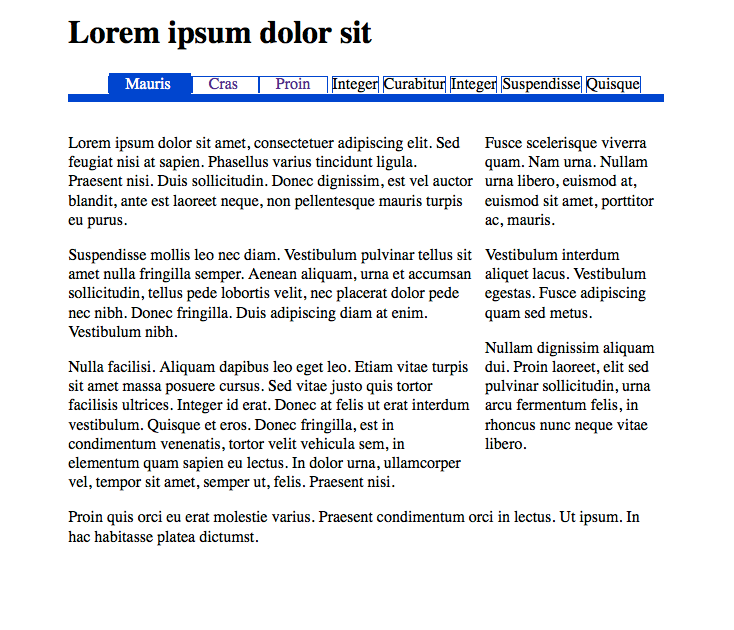 Lorem ipsum dolor sit
Mauris Cras Proin Integer Curabitur Integer Suspendisse Quisque
Lorem ipsum dolor sit amet, consectetuer adipiscing elit. Sed
feugiat nisi at sapien. Phasellus varius tincidunt ligula.
Praesent nisi. Duis sollicitudin. Donec dignissim, est vel auctor
blandit, ante est laoreet neque, non pellentesque mauris turpis
eu purus.
Suspendisse mollis leo nec diam. Vestibulum pulvinar tellus sit
amet nulla fringilla semper. Aenean aliquam, urna et accumsan
sollicitudin, tellus pede lobortis velit, nec placerat dolor pede
nec nibh. Donec fringilla. Duis adipiscing diam at enim.
Vestibulum nibh.
Nulla facilisi. Aliquam dapibus leo eget leo. Etiam vitae turpis
sit amet massa posuere cursus. Sed vitae justo quis tortor
facilisis ultrices. Integer id erat. Donec at felis ut erat interdum
vestibulum. Quisque et eros. Donec fringilla, est in
condimentum venenatis, tortor velit vehicula sem, in
elementum quam sapien eu lectus. In dolor urna, ullamcorper
vel, tempor sit amet, semper ut, felis. Praesent nisi.
Fusce scelerisque viverra
quam. Nam urna. Nullam
urna libero, euismod at,
euismod sit amet, porttitor
ac, mauris.
Vestibulum interdum
aliquet lacus. Vestibulum
egestas. Fusce adipiscing
quam sed metus.
Nullam dignissim aliquam
dui. Proin laoreet, elit sed
pulvinar sollicitudin, urna
arcu fermentum felis, in
rhoncus nunc neque vitae
libero.
Proin quis orci eu erat molestie varius. Praesent condimentum orci in lectus. Ut ipsum. In
hac habitasse platea dictumst.